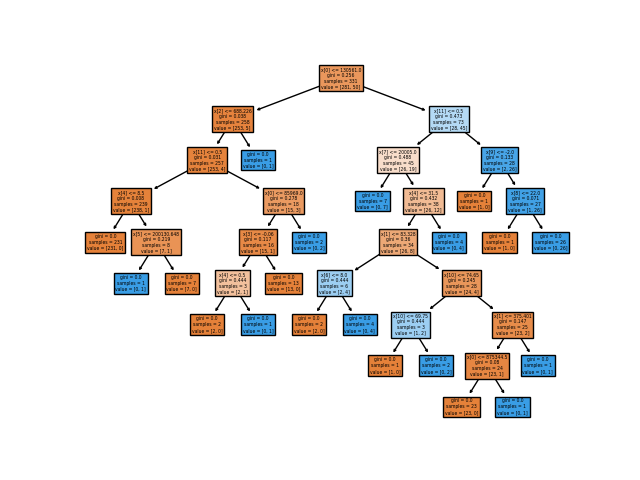 x[0] <= 130561.0
gini = 0.256
samples = 331
value = [281, 50]
x[2] <= 688.226
gini = 0.038
samples = 258
value = [253, 5]
x[11] <= 0.5
gini = 0.473
samples = 73
value = [28, 45]
x[11] <= 0.5
gini = 0.031
samples = 257
value = [253, 4]
gini = 0.0
samples = 1
value = [0, 1]
x[7] <= 20005.0
gini = 0.488
samples = 45
value = [26, 19]
x[9] <= -2.0
gini = 0.133
samples = 28
value = [2, 26]
x[4] <= 6.5
gini = 0.008
samples = 239
value = [238, 1]
x[0] <= 85969.0
gini = 0.278
samples = 18
value = [15, 3]
gini = 0.0
samples = 7
value = [0, 7]
x[4] <= 31.5
gini = 0.432
samples = 38
value = [26, 12]
gini = 0.0
samples = 1
value = [1, 0]
x[8] <= 22.0
gini = 0.071
samples = 27
value = [1, 26]
gini = 0.0
samples = 231
value = [231, 0]
x[5] <= 200130.648
gini = 0.219
samples = 8
value = [7, 1]
x[3] <= -0.06
gini = 0.117
samples = 16
value = [15, 1]
gini = 0.0
samples = 2
value = [0, 2]
x[1] <= 83.328
gini = 0.36
samples = 34
value = [26, 8]
gini = 0.0
samples = 4
value = [0, 4]
gini = 0.0
samples = 1
value = [1, 0]
gini = 0.0
samples = 26
value = [0, 26]
gini = 0.0
samples = 1
value = [0, 1]
gini = 0.0
samples = 7
value = [7, 0]
x[4] <= 0.5
gini = 0.444
samples = 3
value = [2, 1]
gini = 0.0
samples = 13
value = [13, 0]
x[6] <= 8.0
gini = 0.444
samples = 6
value = [2, 4]
x[10] <= 74.65
gini = 0.245
samples = 28
value = [24, 4]
gini = 0.0
samples = 2
value = [2, 0]
gini = 0.0
samples = 1
value = [0, 1]
gini = 0.0
samples = 2
value = [2, 0]
gini = 0.0
samples = 4
value = [0, 4]
x[10] <= 69.75
gini = 0.444
samples = 3
value = [1, 2]
x[1] <= 375.401
gini = 0.147
samples = 25
value = [23, 2]
gini = 0.0
samples = 1
value = [1, 0]
gini = 0.0
samples = 2
value = [0, 2]
x[0] <= 875344.5
gini = 0.08
samples = 24
value = [23, 1]
gini = 0.0
samples = 1
value = [0, 1]
gini = 0.0
samples = 23
value = [23, 0]
gini = 0.0
samples = 1
value = [0, 1]